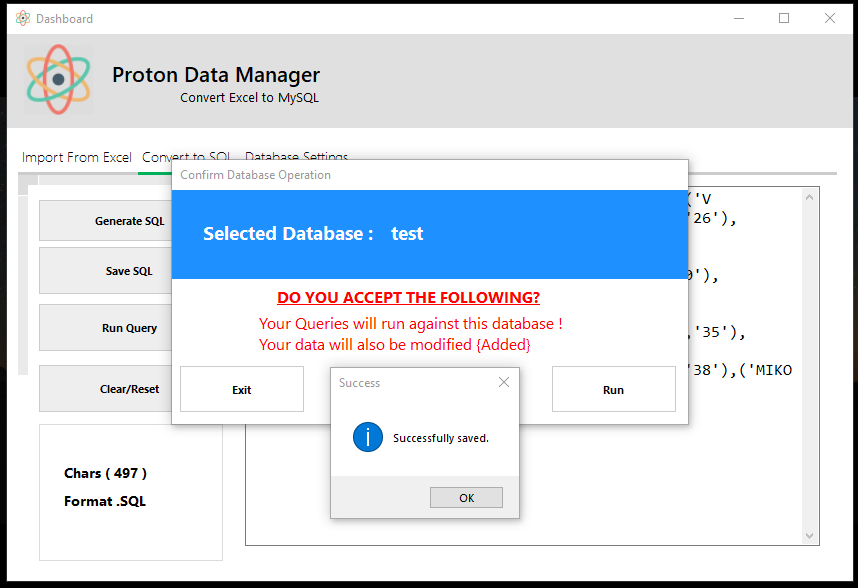 Dashboard
Proton Data Manager
Convert Excel to MySQL
Import From Excel Convert to SQL Database Settings
Confirm Database Operation
Selected Database : test
DO YOU ACCEPT THE FOLLOWING?
Your Queries will run against this database !
Your data will also be modified {Added}
Exit
Run
Success
Successfully saved.
OK
Generate SQL
Save SQL
Run Query
Clear/Reset
Chars ( 497 )
Format .SQL
('V
'26'),
'),
,'35'),
'38'),('MIKO